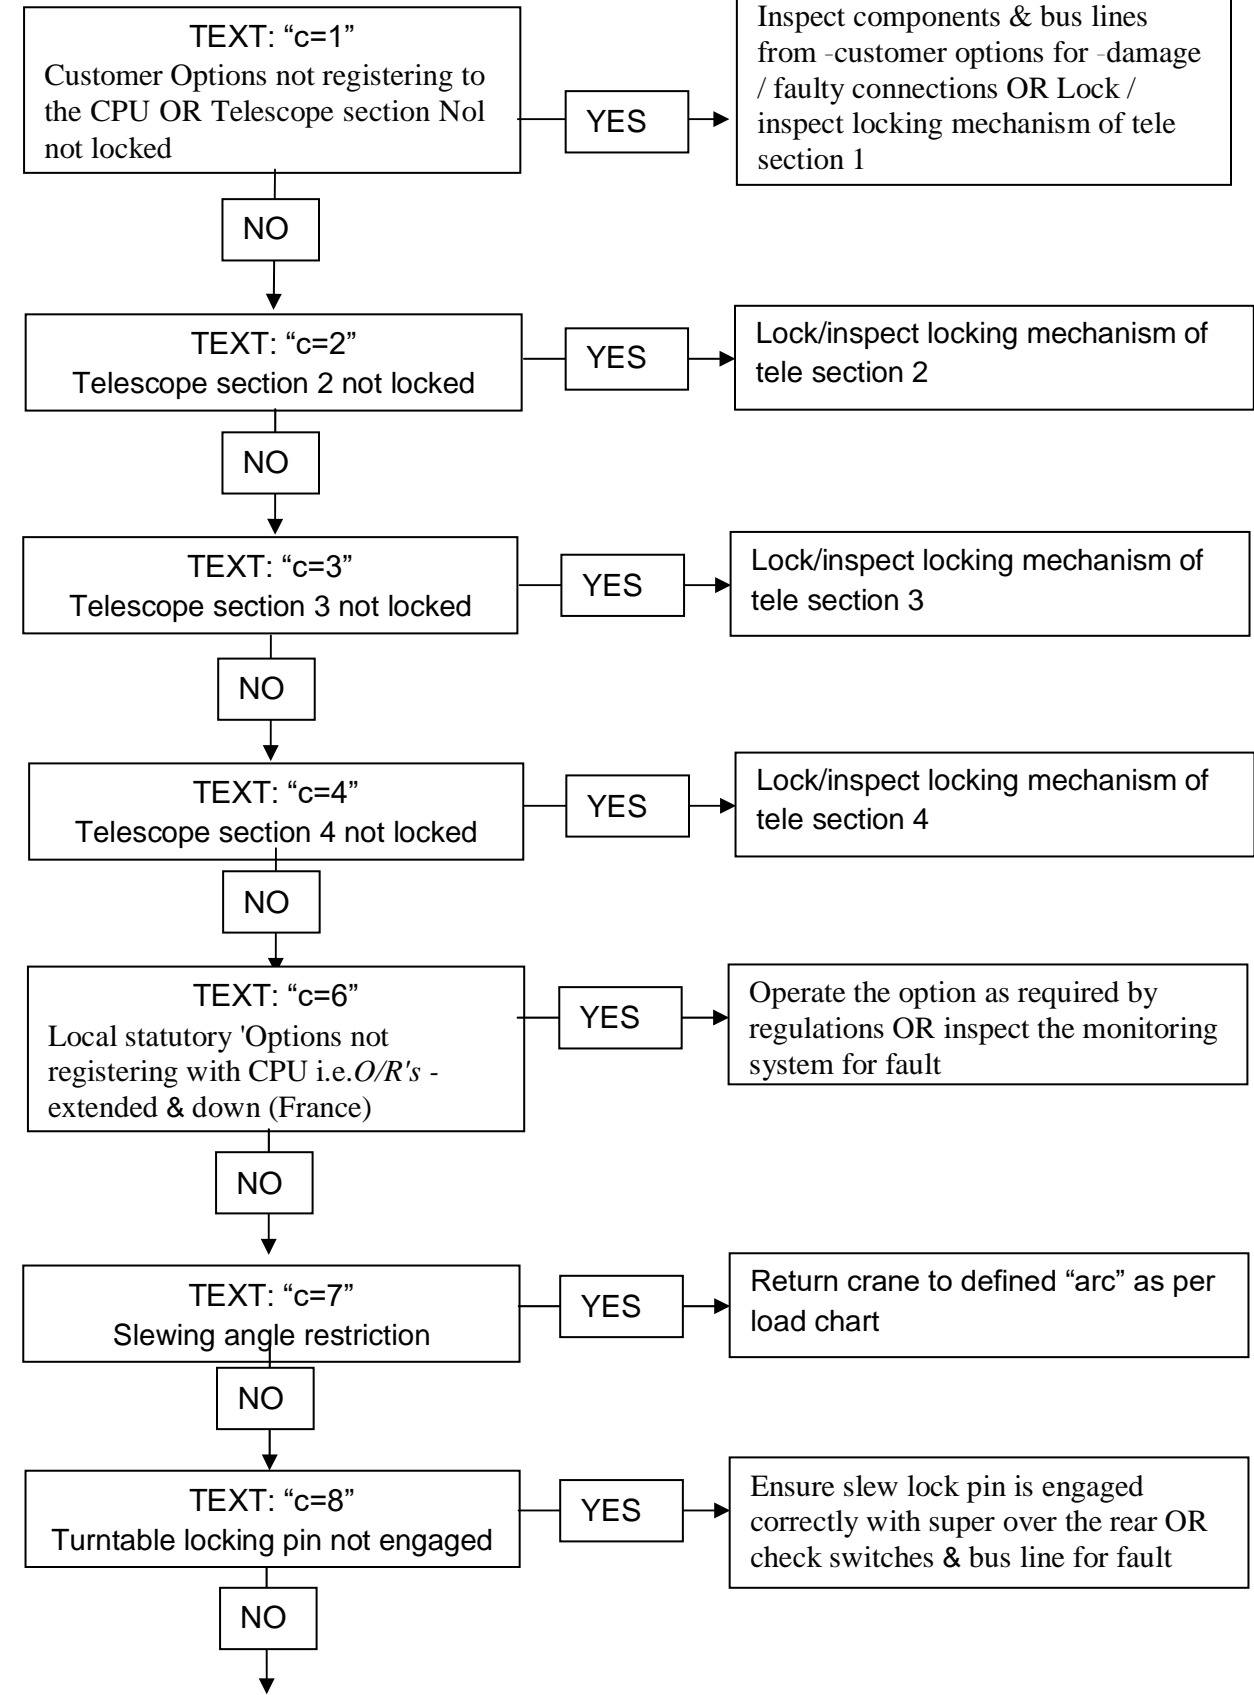 TEXT: “c=1”
Customer Options not registering to
the CPU OR Telescope section Nol
not locked
YES
Inspect components & bus lines
from -customer options for -damage
/ faulty connections OR Lock /
inspect locking mechanism of tele
section 1
NO
TEXT: “c=2”
Telescope section 2 not locked
YES
Lock/inspect locking mechanism of
tele section 2
NO
TEXT: “c=3”
Telescope section 3 not locked
YES
Lock/inspect locking mechanism of
tele section 3
NO
TEXT: “c=4”
Telescope section 4 not locked
YES
Lock/inspect locking mechanism of
tele section 4
NO
TEXT: “c=6”
Local statutory 'Options not
registering with CPU i.e.O/R's -
extended & down (France)
YES
Operate the option as required by
regulations OR inspect the monitoring
system for fault
NO
TEXT: “c=7”
Slewing angle restriction
YES
Return crane to defined “arc” as per
load chart
NO
TEXT: “c=8”
Turntable locking pin not engaged
YES
Ensure slew lock pin is engaged
correctly with super over the rear OR
check switches & bus line for fault
NO